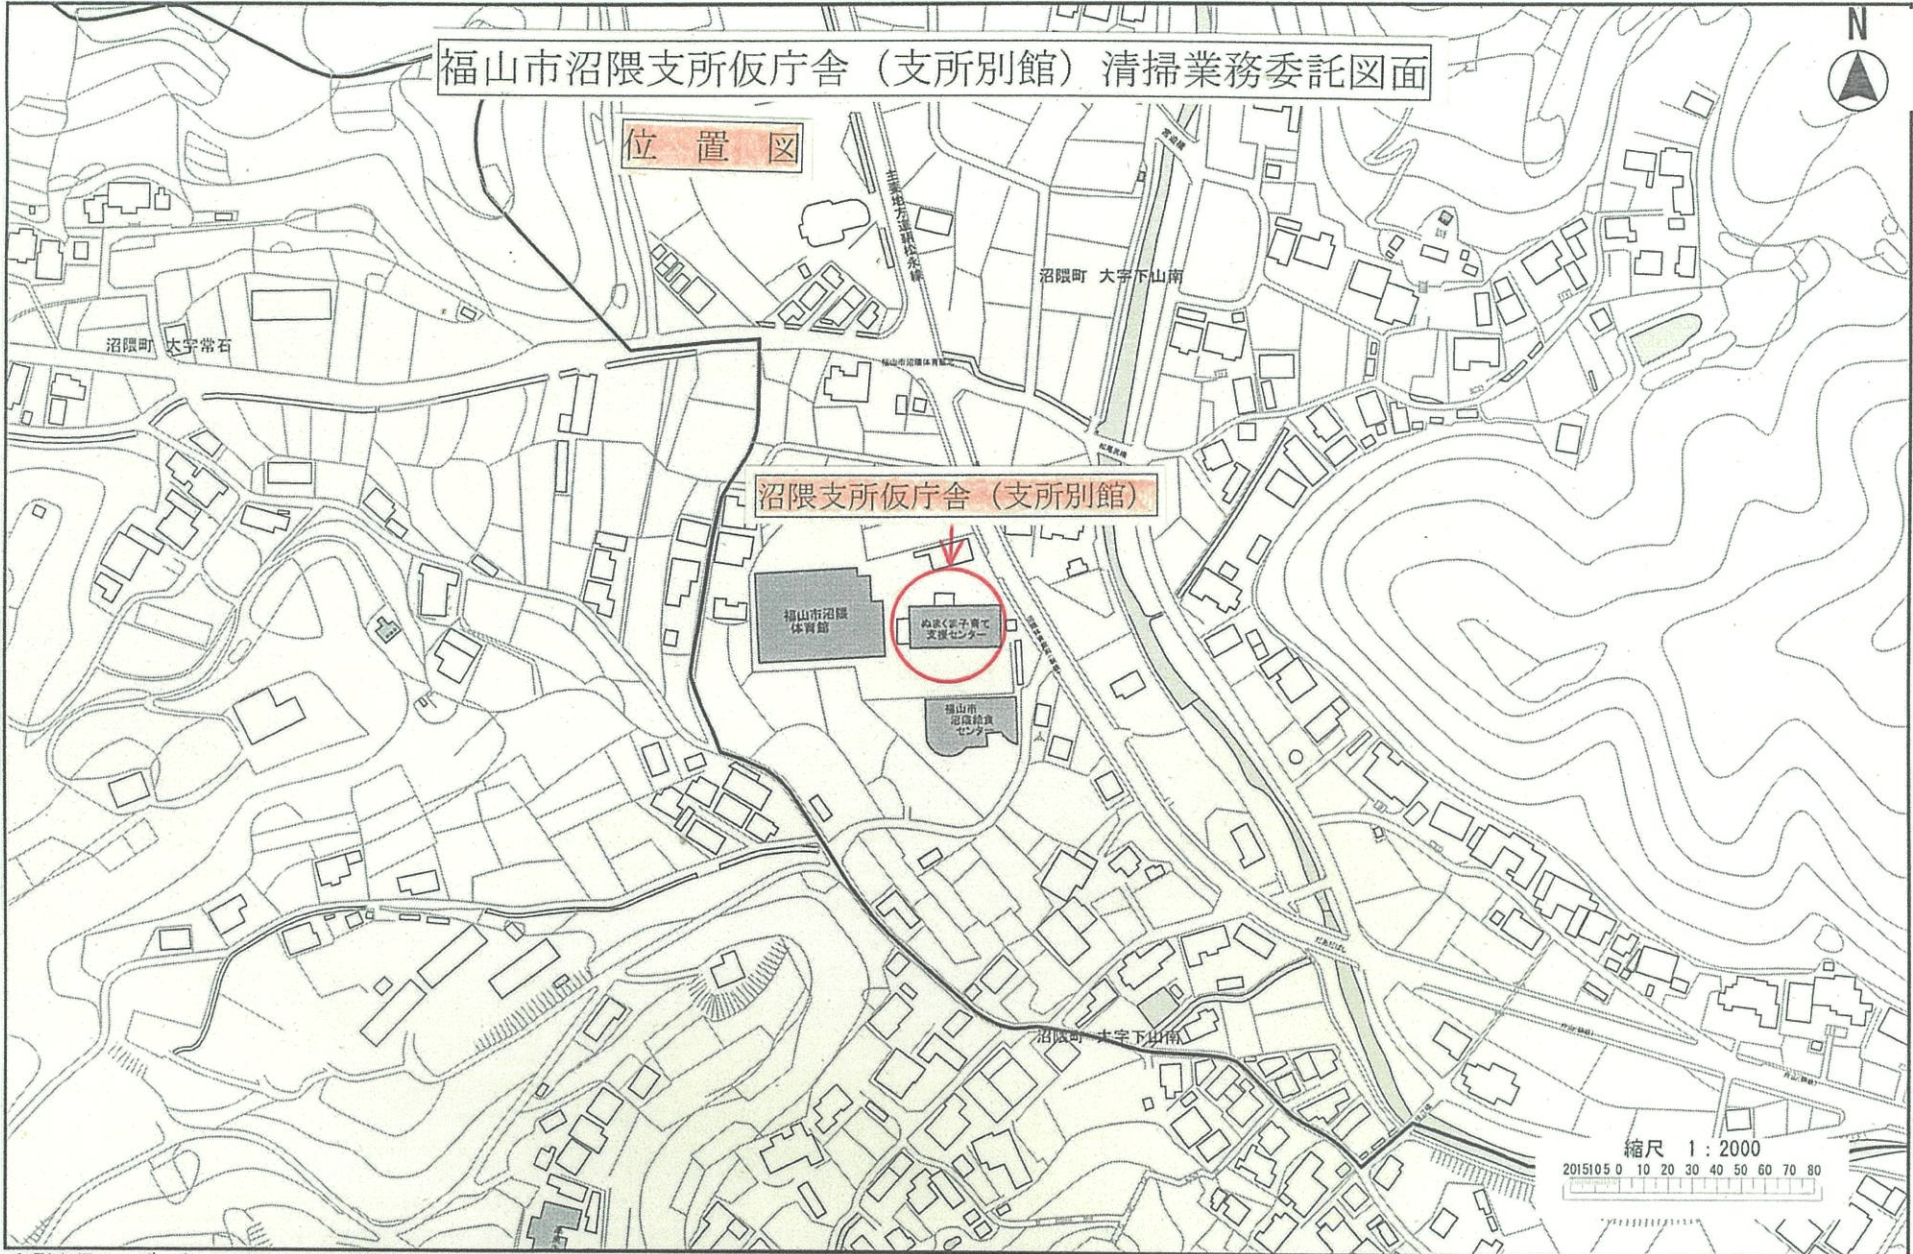 福山市沼隈支所仮庁舎（支所別館）清掃業務委託図面
N
位 置 図
主要地方道鞆松永線
沼隈町 大字下山南
沼隈町 大字常石
沼隈支所仮庁舎（支所別館）
福山市沼隈
体育館
ぬまくま子育て
支援センター
福山市
沼隈給食
センター
沼隈町 大字下山南
縮尺 1：2000
20 15 10 5 0 10 20 30 40 50 60 70 80